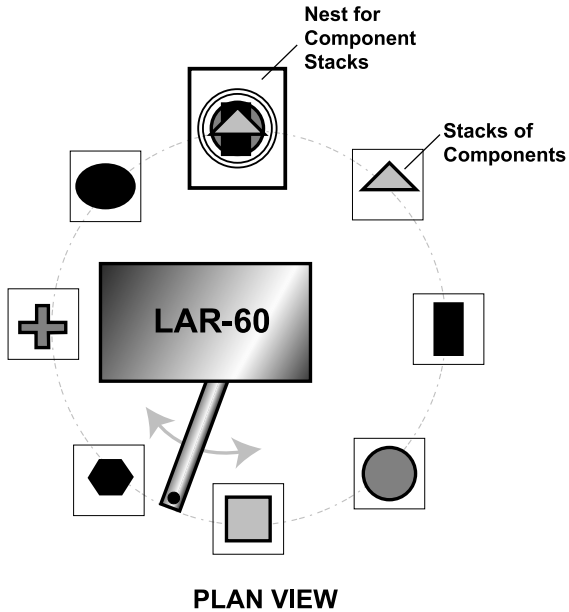 Nest for
Component
Stacks
Stacks of
Components
LAR-60
PLAN VIEW